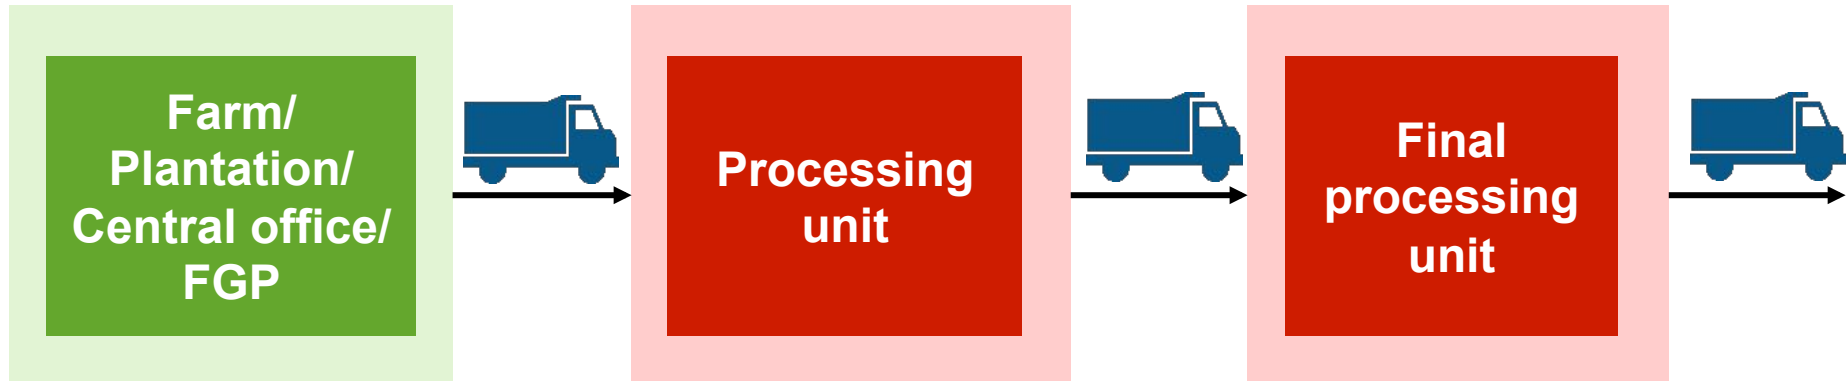 Farm/
Plantation/
Central office/
FGP
Processing
unit
Final
processing
unit